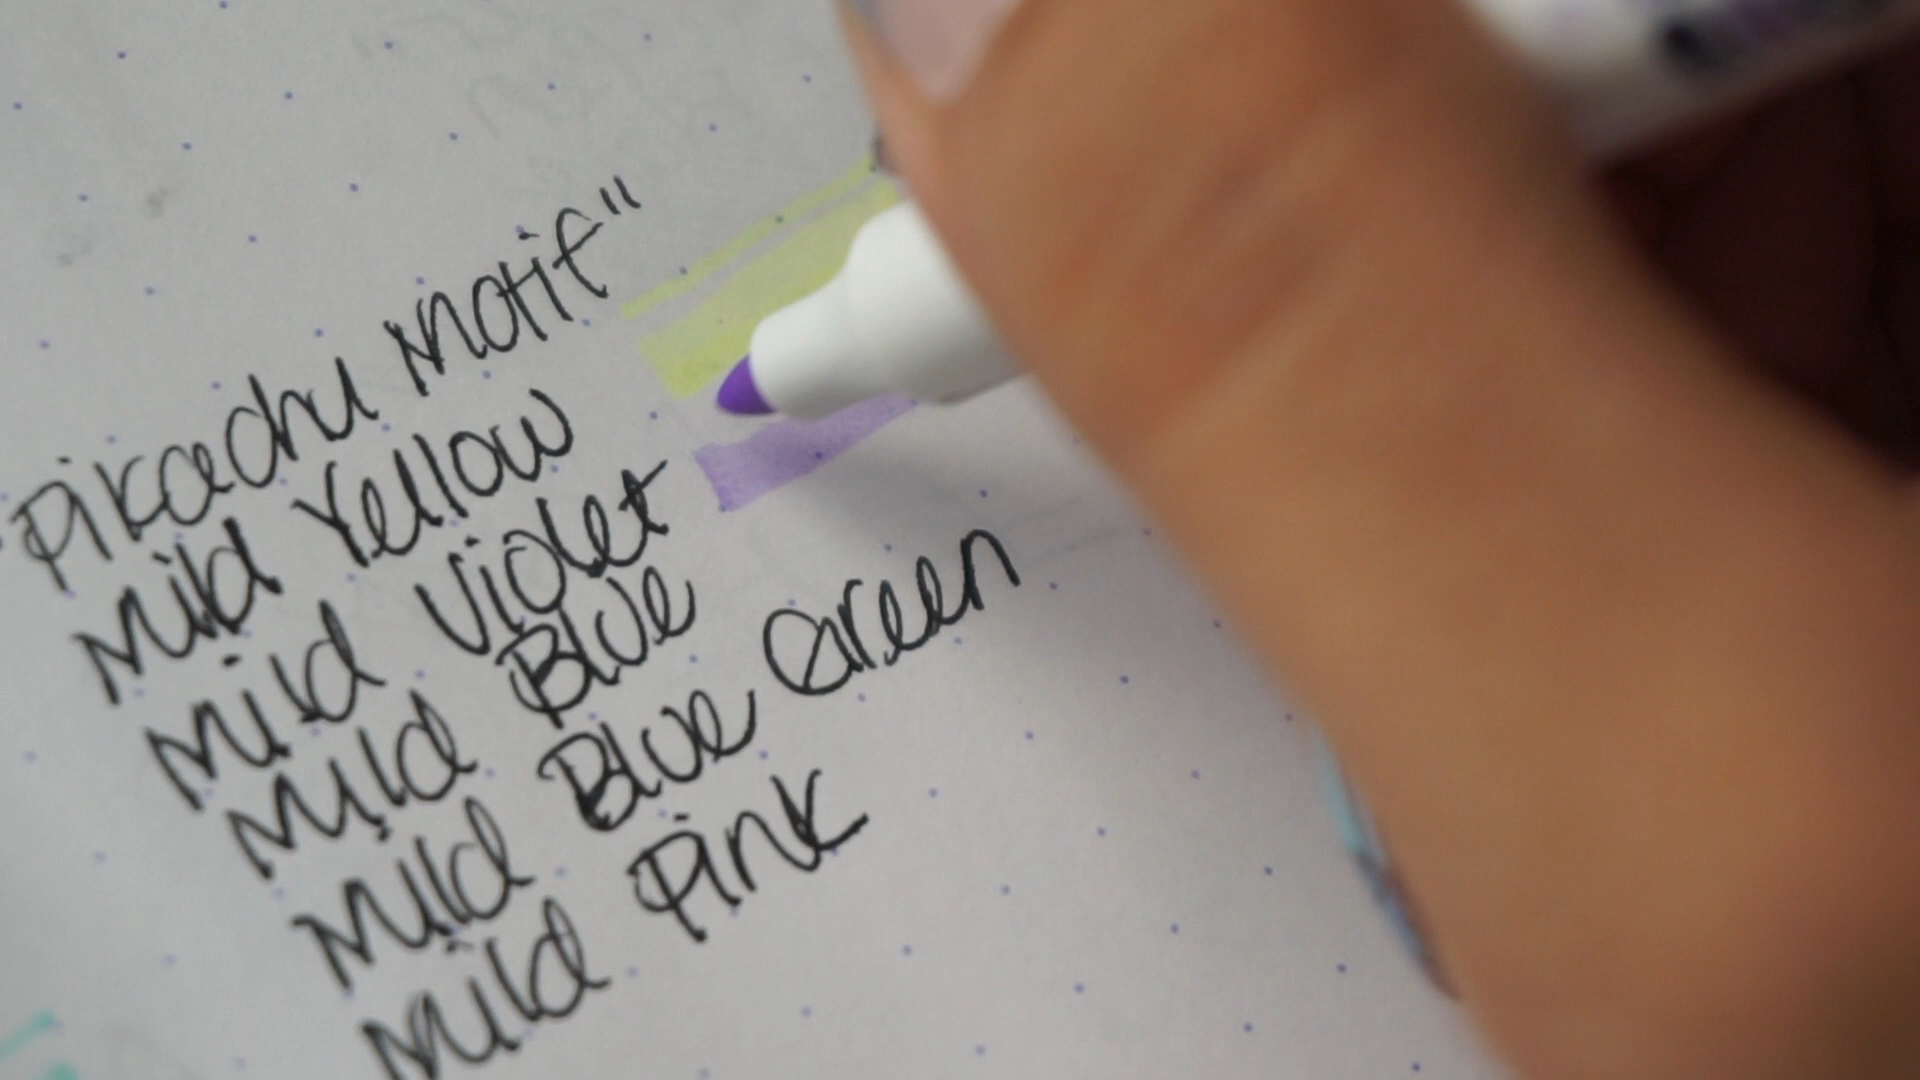 Pikachu Motif"
Mild Yellow
Mild Violet
Mild Blue
Mild Blue Green
Mild Pink